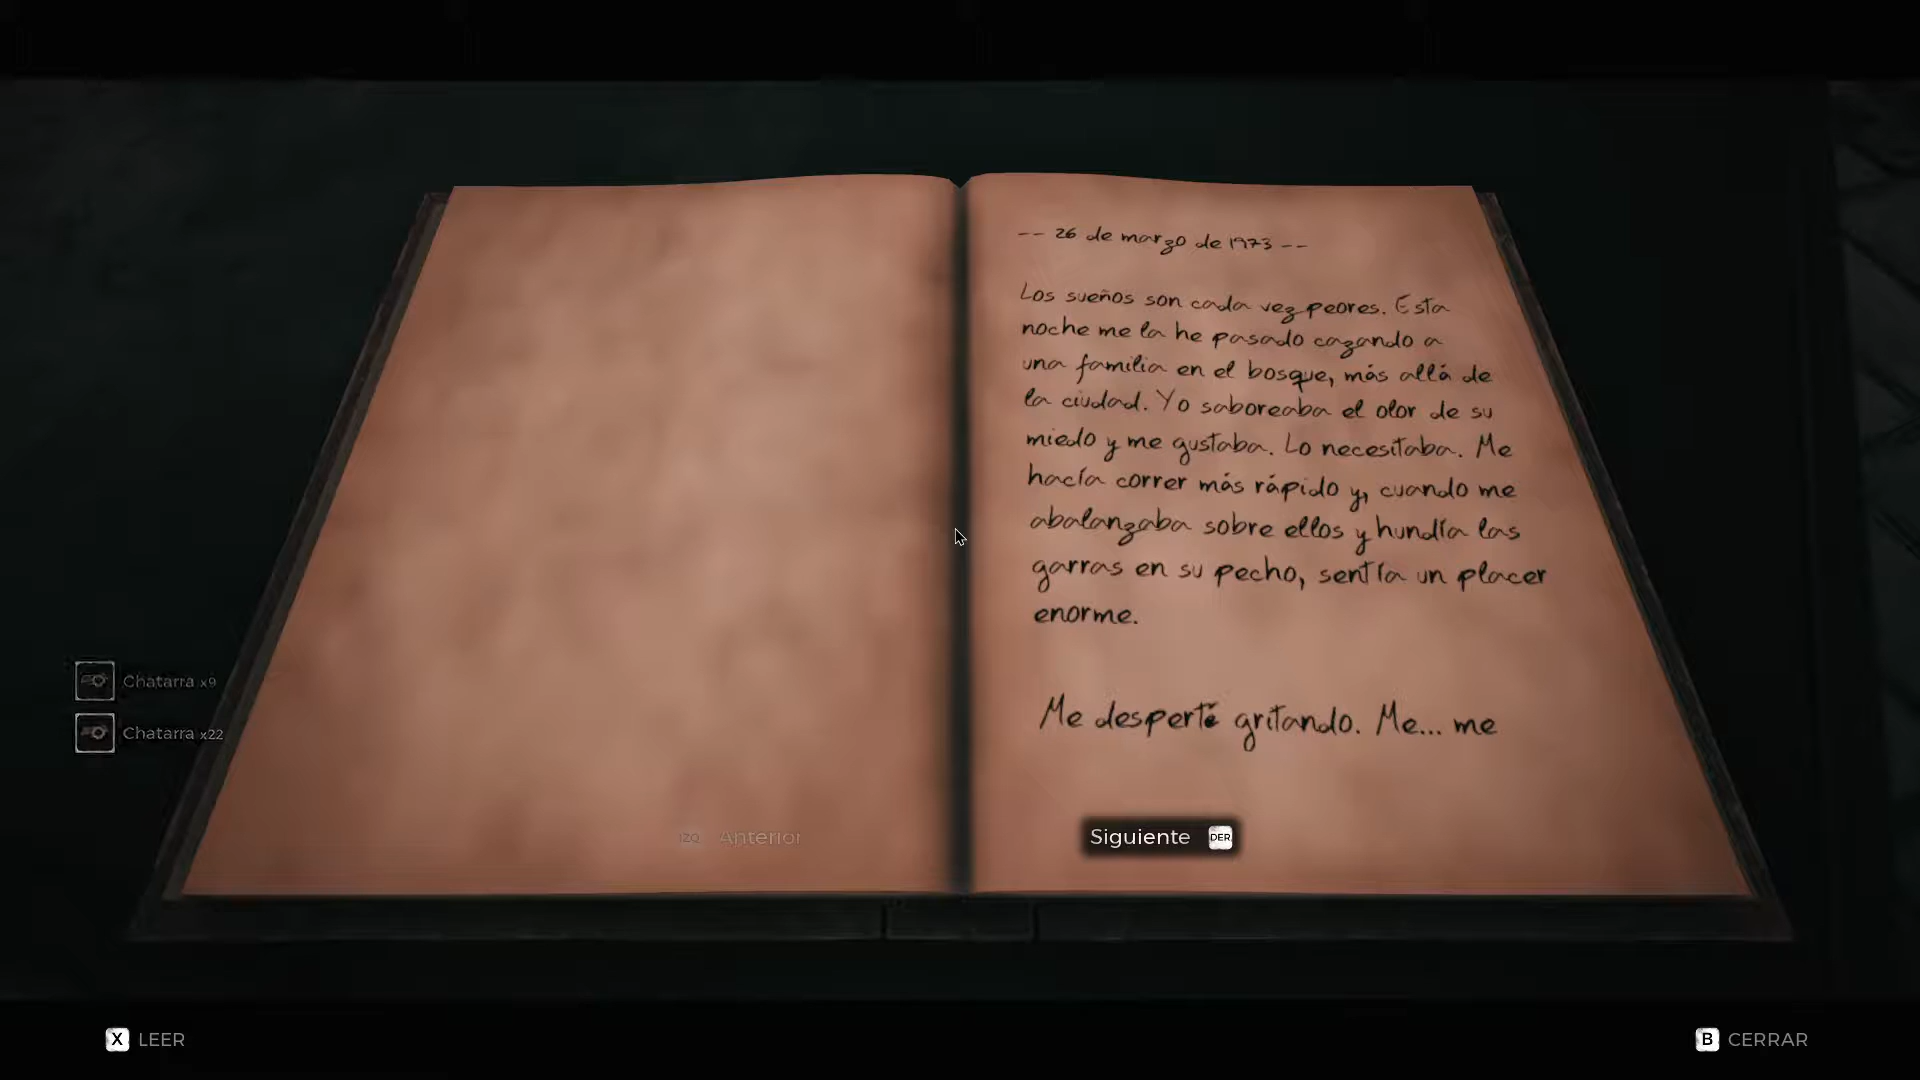 -- 26 de marzo de 1973 --
Los sueños son cada vez peores. Esta
noche me la he pasado cazando a
una familia en el bosque, más allá de
la ciudad. Yo saboreaba el olor de su
miedo y me gustaba. Lo necesitaba. Me
hacía correr más rápido y, cuando me
abalanzaba sobre ellos y hundía las
garras en su pecho, sentía un placer
enorme.
Me desperté gritando. Me... me
Chatarra x9
Chatarra x22
IZQ Anterior
Siguiente DER
X LEER
B CERRAR